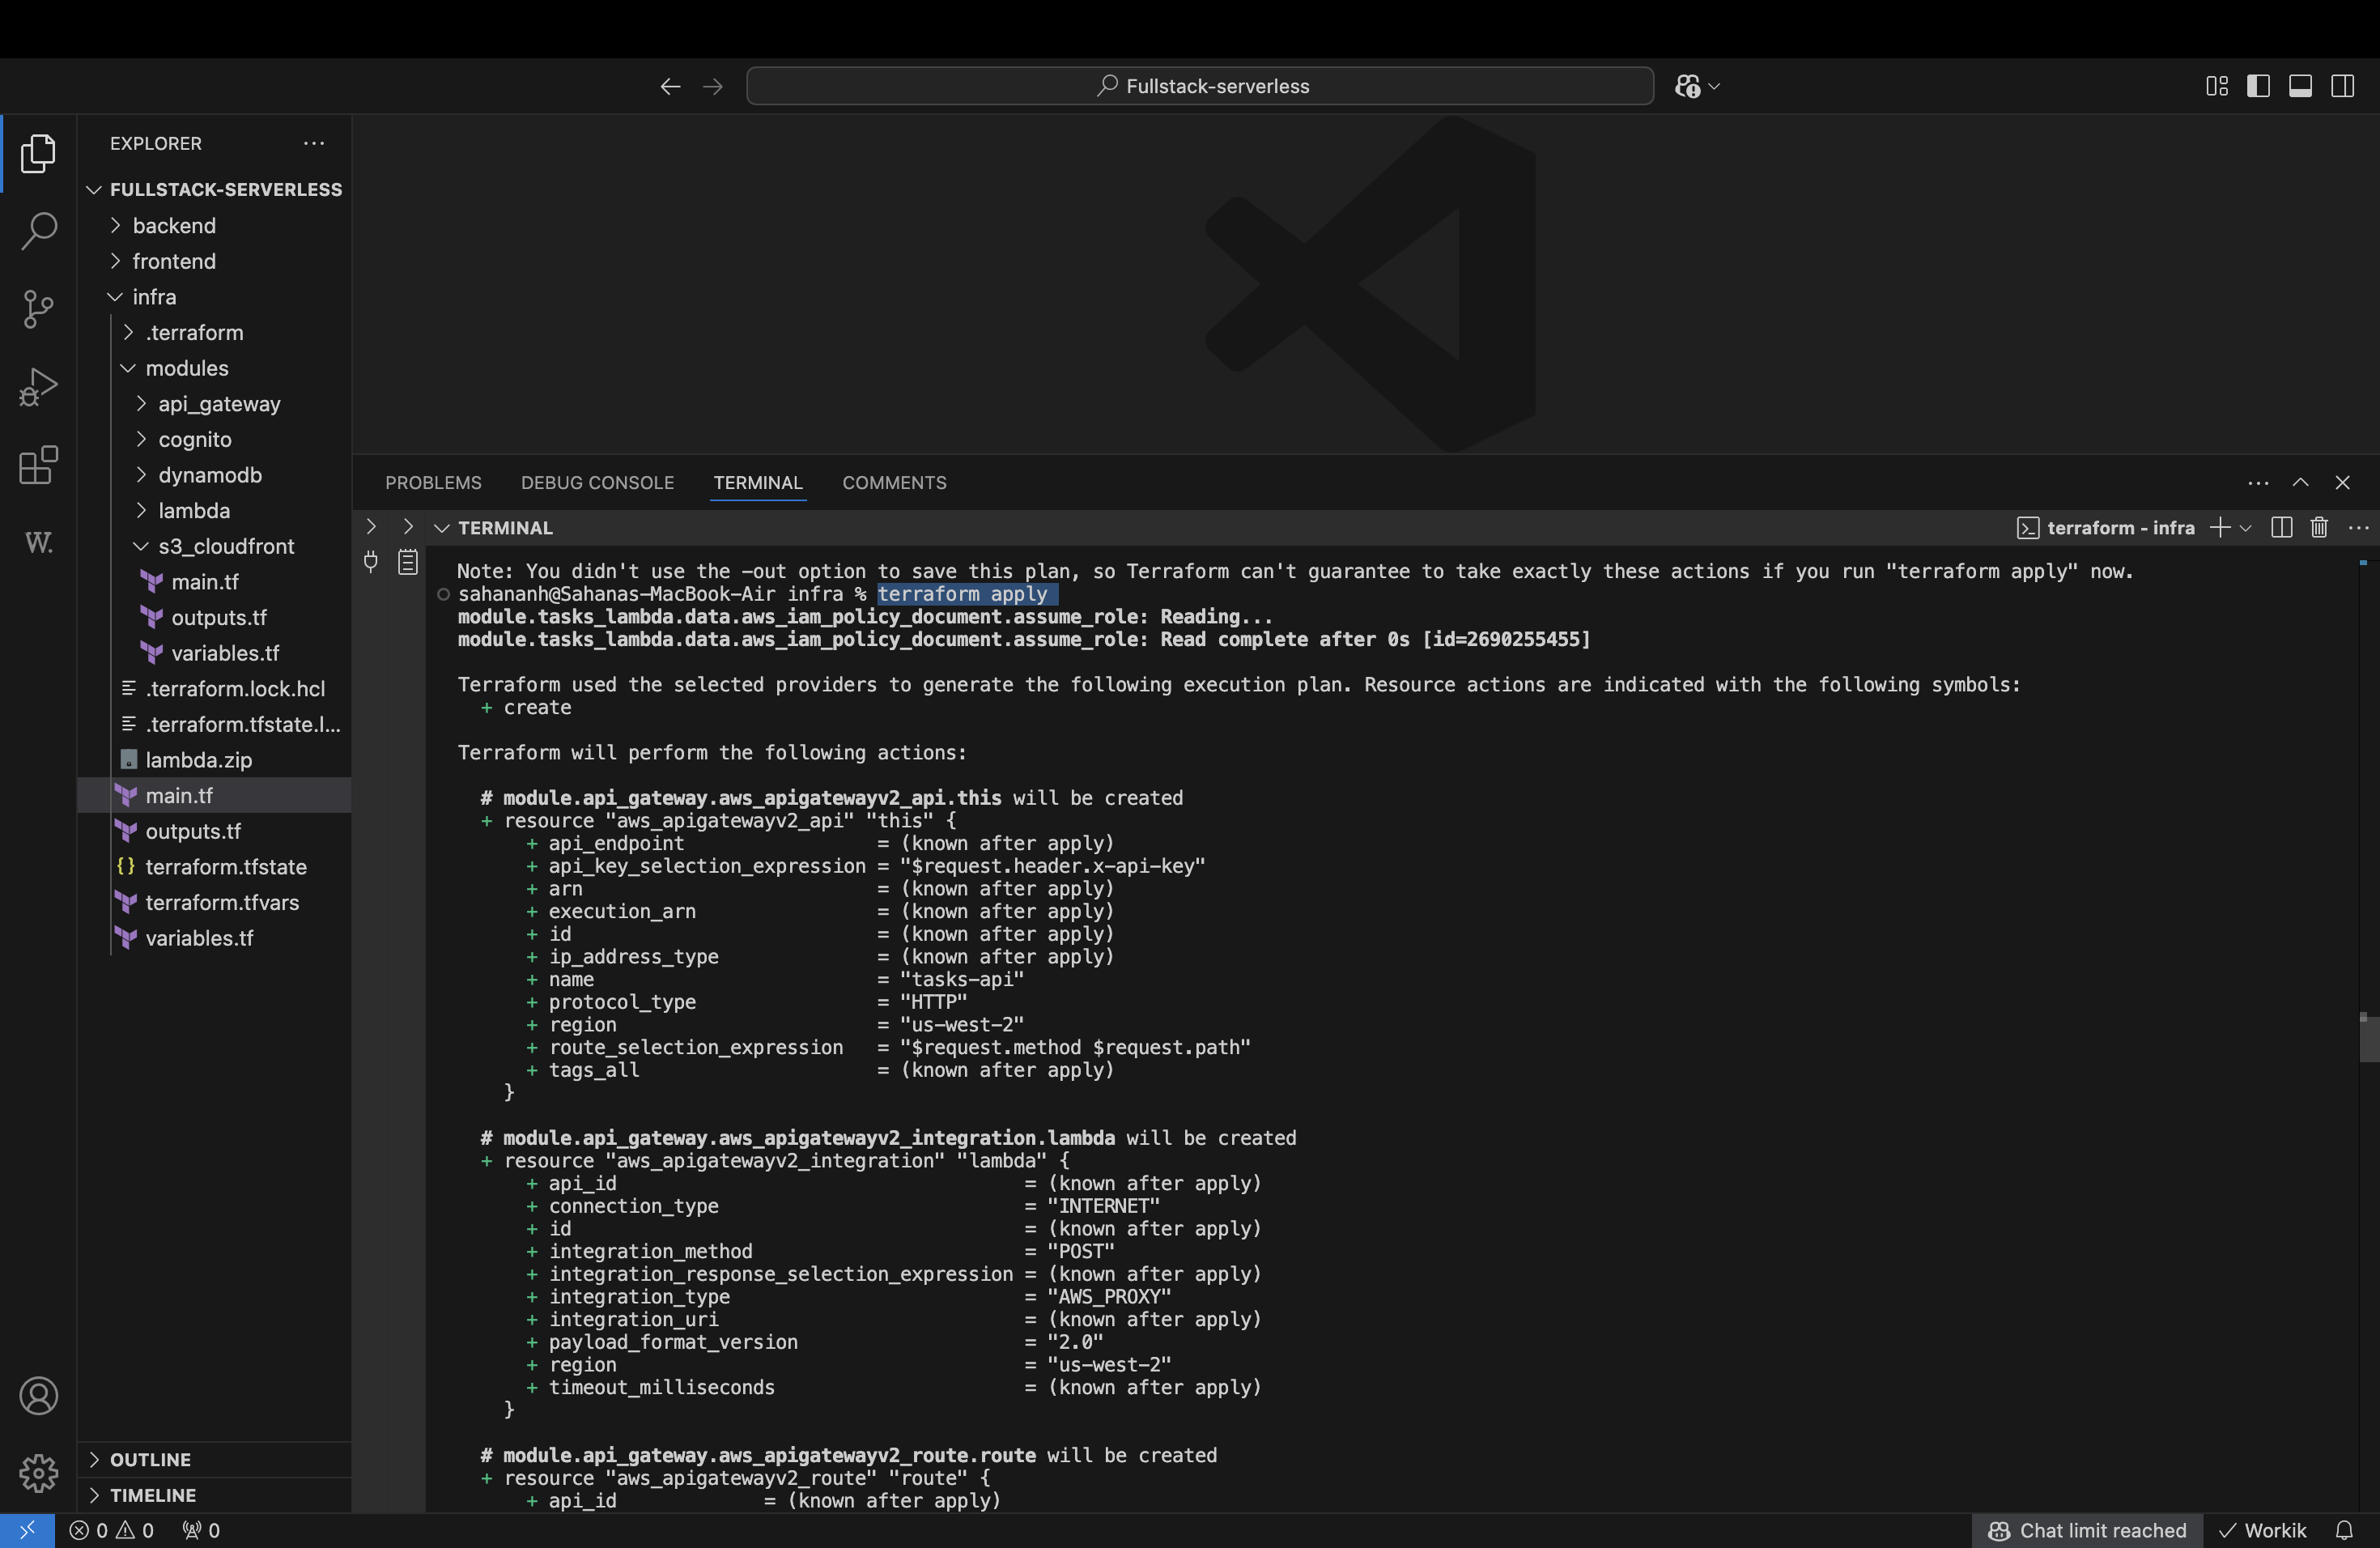 Fullstack-serverless
EXPLORER
FULLSTACK-SERVERLESS
backend
frontend
infra
.terraform
modules
api_gateway
cognito
dynamodb
lambda
s3_cloudfront
main.tf
outputs.tf
variables.tf
.terraform.lock.hcl
.terraform.tfstate.l...
lambda.zip
main.tf
outputs.tf
terraform.tfstate
terraform.tfvars
variables.tf
OUTLINE
TIMELINE
W.
PROBLEMS DEBUG CONSOLE TERMINAL COMMENTS
TERMINAL
terraform - infra
Note: You didn't use the -out option to save this plan, so Terraform can't guarantee to take exactly these actions if you run "terraform apply" now.
sahananh@Sahanas-MacBook-Air infra % terraform apply
module.tasks_lambda.data.aws_iam_policy_document.assume_role: Reading...
module.tasks_lambda.data.aws_iam_policy_document.assume_role: Read complete after 0s [id=2690255455]
Terraform used the selected providers to generate the following execution plan. Resource actions are indicated with the following symbols:
+ create
Terraform will perform the following actions:
# module.api_gateway.aws_apigatewayv2_api.this will be created
+ resource "aws_apigatewayv2_api" "this" {
+ api_endpoint = (known after apply)
+ api_key_selection_expression = "$request.header.x-api-key"
+ arn = (known after apply)
+ execution_arn = (known after apply)
+ id = (known after apply)
+ ip_address_type = (known after apply)
+ name = "tasks-api"
+ protocol_type = "HTTP"
+ region = "us-west-2"
+ route_selection_expression = "$request.method $request.path"
+ tags_all = (known after apply)
}
# module.api_gateway.aws_apigatewayv2_integration.lambda will be created
+ resource "aws_apigatewayv2_integration" "lambda" {
+ api_id = (known after apply)
+ connection_type = "INTERNET"
+ id = (known after apply)
+ integration_method = "POST"
+ integration_response_selection_expression = (known after apply)
+ integration_type = "AWS_PROXY"
+ integration_uri = (known after apply)
+ payload_format_version = "2.0"
+ region = "us-west-2"
+ timeout_milliseconds = (known after apply)
}
# module.api_gateway.aws_apigatewayv2_route.route will be created
+ resource "aws_apigatewayv2_route" "route" {
+ api_id = (known after apply)
0 0 0
Chat limit reached
Workik